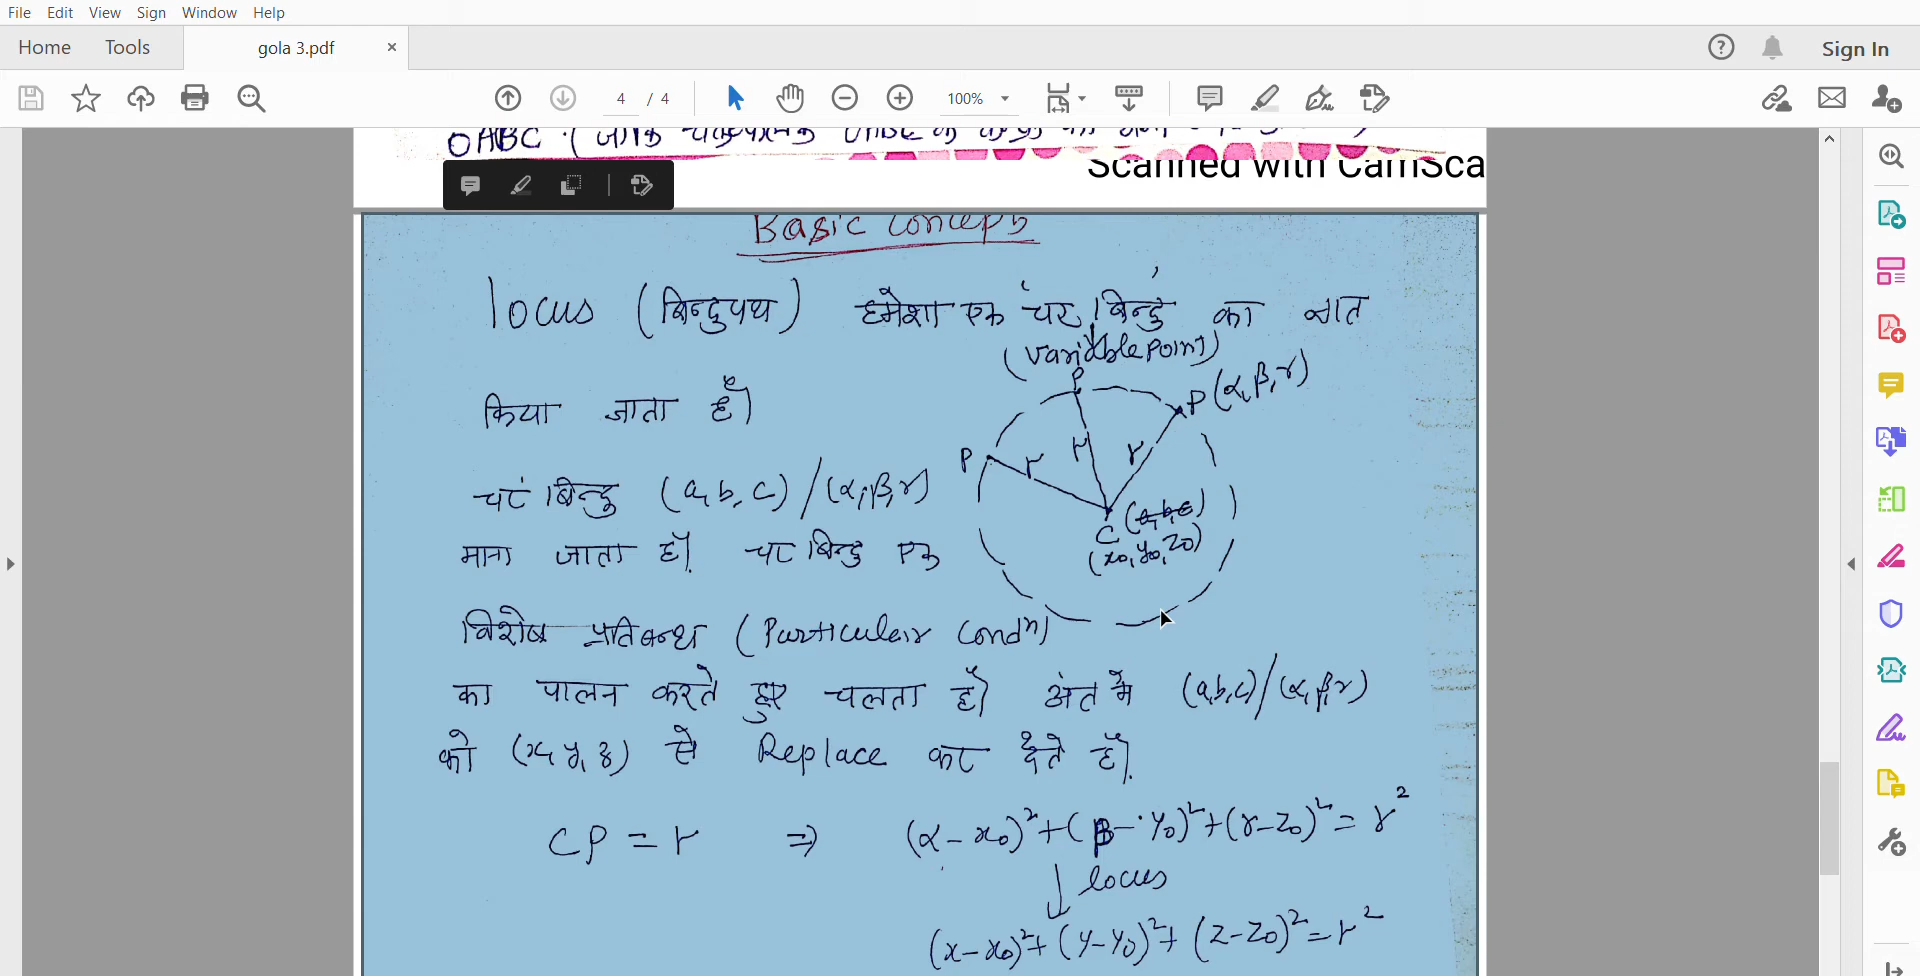 File Edit View Sign Window Help
Home Tools gola 3.pdf × Sign In
4 / 4 100%
OABC
Scanned with CamSca
Basic Concept
locus (बिन्दुपथ) हमेशा एक 'चर बिन्दु' का ज्ञात
(variable point)
किया जाता है।
P P (α, β, γ)
P r r r
चर बिन्दु (a, b, c)/(α, β, γ)
C (a, b, c)
(x₀, y₀, z₀)
माना जाता है। चर बिन्दु एक
विशेष प्रतिबन्ध (Particular Condⁿ)
का पालन करते हुए चलता है। अंत में (a,b,c)/(α, β, γ)
को (x, y, z) से Replace कर देते है।
CP = r ⇒ (α-x₀)²+(β-y₀)²+(γ-z₀)²=r²
↓ locus
(x-x₀)²+(y-y₀)²+(z-z₀)²=r²